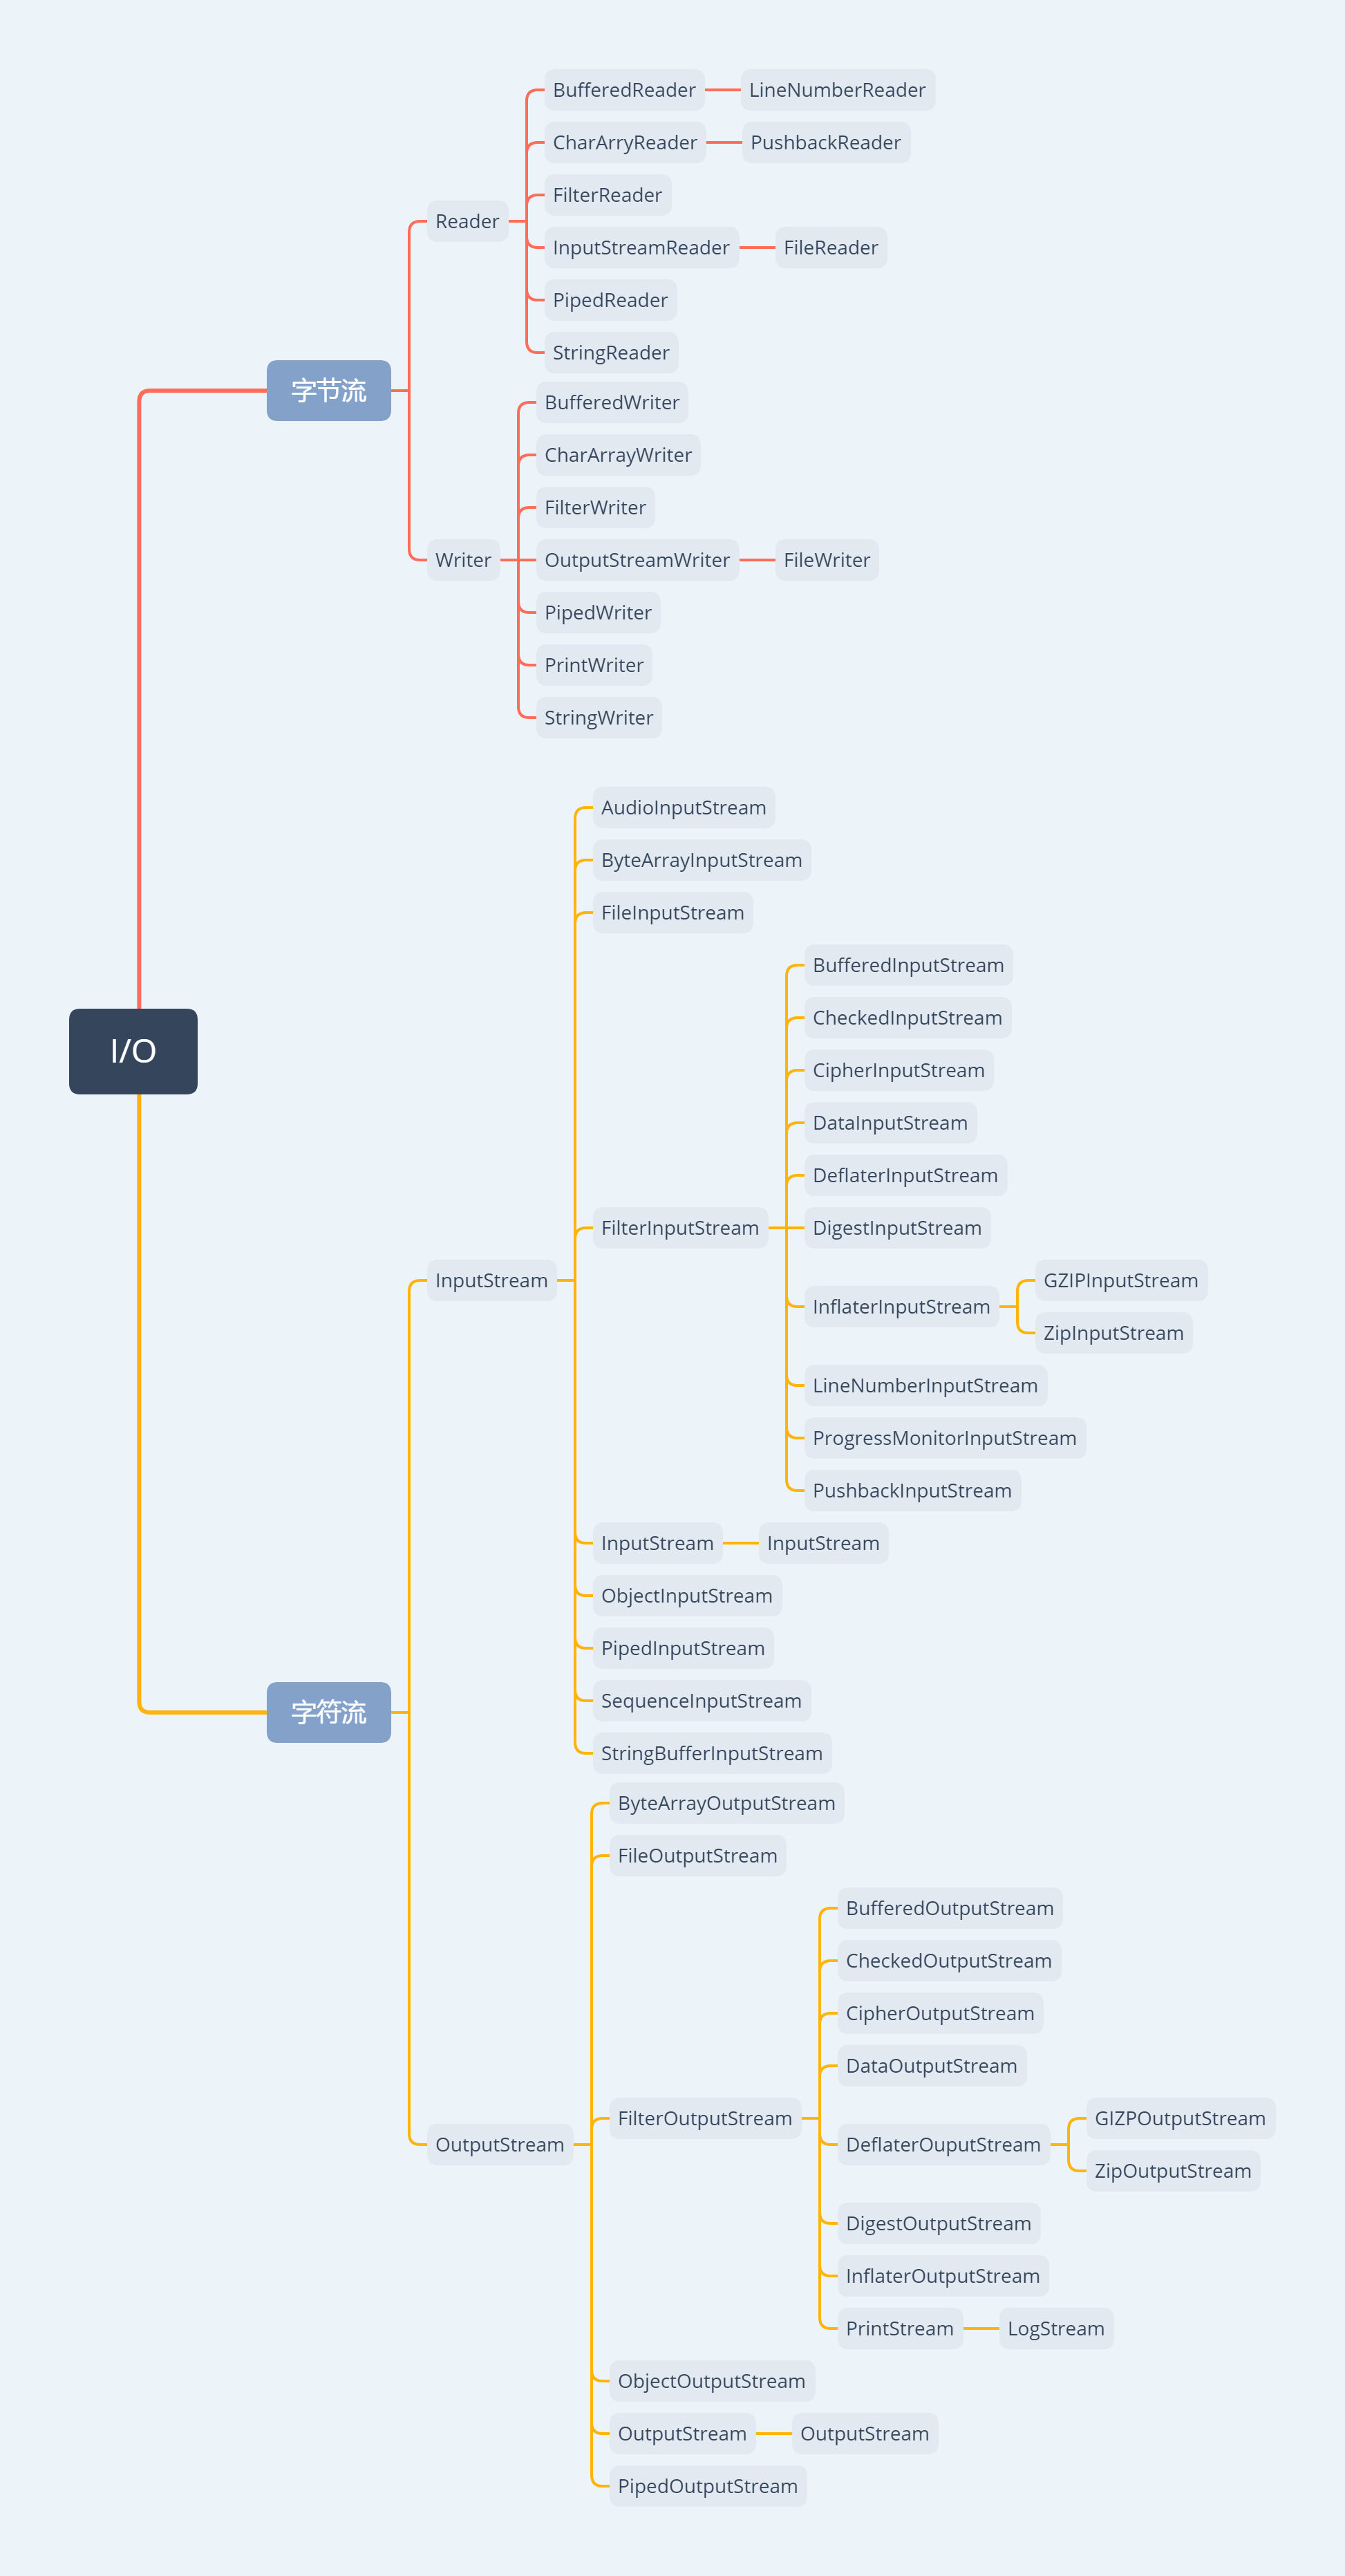 I/O
字节流
Reader
BufferedReader
LineNumberReader
CharArryReader
PushbackReader
FilterReader
InputStreamReader
FileReader
PipedReader
StringReader
Writer
BufferedWriter
CharArrayWriter
FilterWriter
OutputStreamWriter
FileWriter
PipedWriter
PrintWriter
StringWriter
字符流
InputStream
AudioInputStream
ByteArrayInputStream
FileInputStream
FilterInputStream
BufferedInputStream
CheckedInputStream
CipherInputStream
DataInputStream
DeflaterInputStream
DigestInputStream
InflaterInputStream
GZIPInputStream
ZipInputStream
LineNumberInputStream
ProgressMonitorInputStream
PushbackInputStream
InputStream
InputStream
ObjectInputStream
PipedInputStream
SequenceInputStream
StringBufferInputStream
OutputStream
ByteArrayOutputStream
FileOutputStream
FilterOutputStream
BufferedOutputStream
CheckedOutputStream
CipherOutputStream
DataOutputStream
DeflaterOuputStream
GIZPOutputStream
ZipOutputStream
DigestOutputStream
InflaterOutputStream
PrintStream
LogStream
ObjectOutputStream
OutputStream
OutputStream
PipedOutputStream